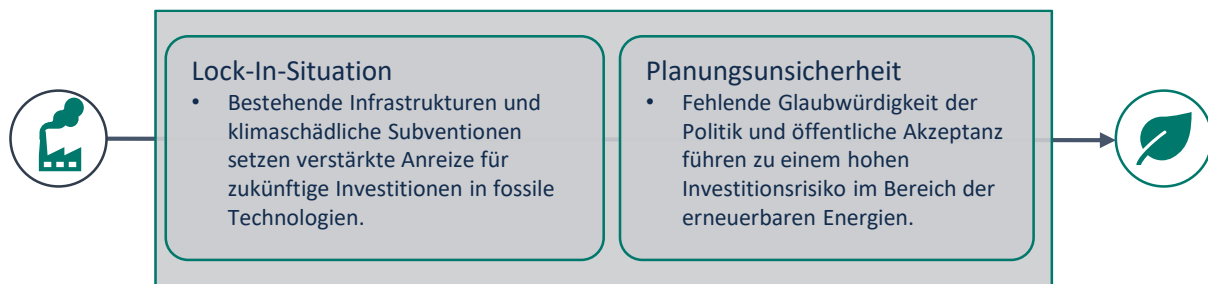 Lock-In-Situation
• Bestehende Infrastrukturen und
klimaschädliche Subventionen
setzen verstärkte Anreize für
zukünftige Investitionen in fossile
Technologien.
Planungsunsicherheit
• Fehlende Glaubwürdigkeit der
Politik und öffentliche Akzeptanz
führen zu einem hohen
Investitionsrisiko im Bereich der
erneuerbaren Energien.